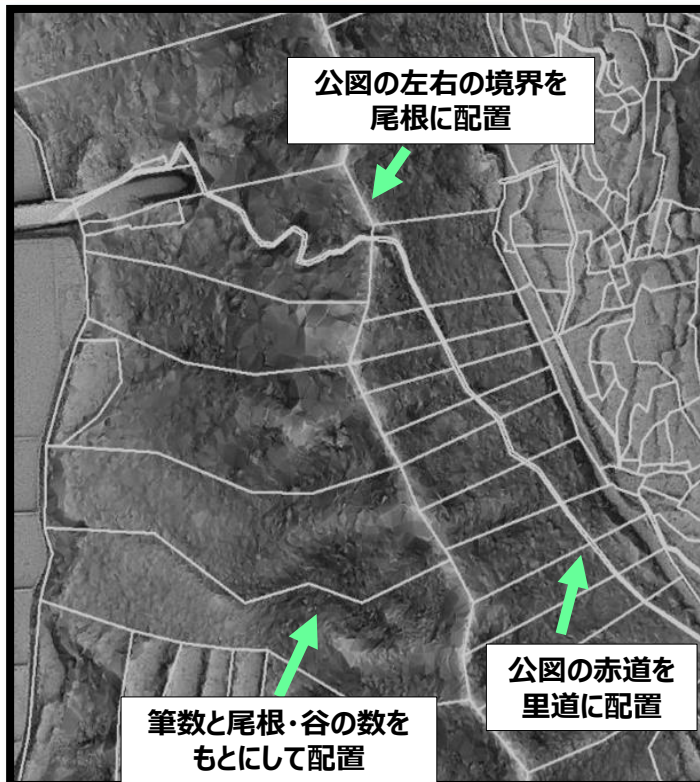 公図の左右の境界を
尾根に配置
公図の赤道を
里道に配置
筆数と尾根・谷の数を
もとにして配置